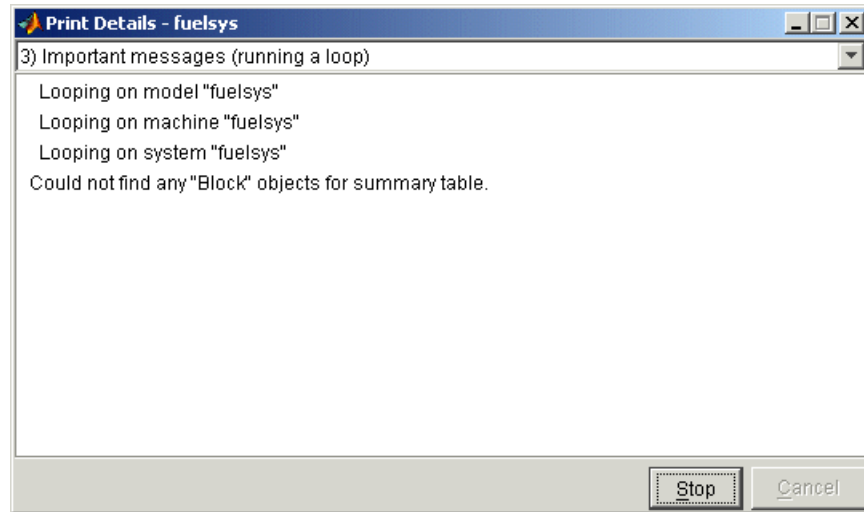 Print Details - fuelsys
3) Important messages (running a loop)
Looping on model "fuelsys"
Looping on machine "fuelsys"
Looping on system "fuelsys"
Could not find any "Block" objects for summary table.
Stop Cancel